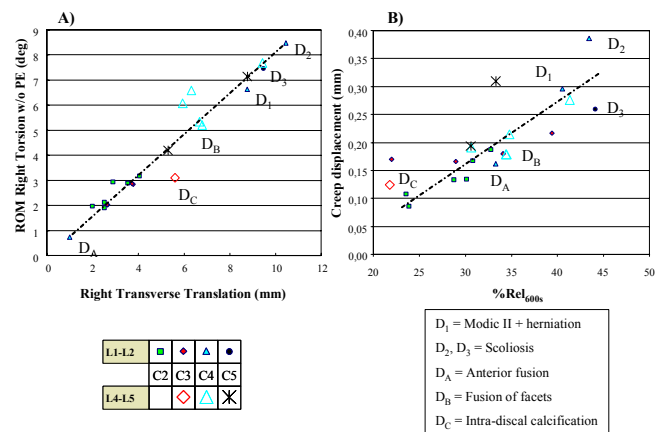 A)
ROM Right Torsion w/o PE (deg)
9
8
7
6
5
4
3
2
1
0
D2
D3
D1
DB
DC
DA
0 2 4 6 8 10 12
Right Transverse Translation (mm)
B)
Creep displacement (mm)
0,40
0,35
0,30
0,25
0,20
0,15
0,10
0,05
0,00
D2
D1
D3
DB
DA
DC
20 25 30 35 40 45
%Rel600s
L1-L2
C2 C3 C4 C5
L4-L5
D1 = Modic II + herniation
D2, D3 = Scoliosis
DA = Anterior fusion
DB = Fusion of facets
DC = Intra-discal calcification